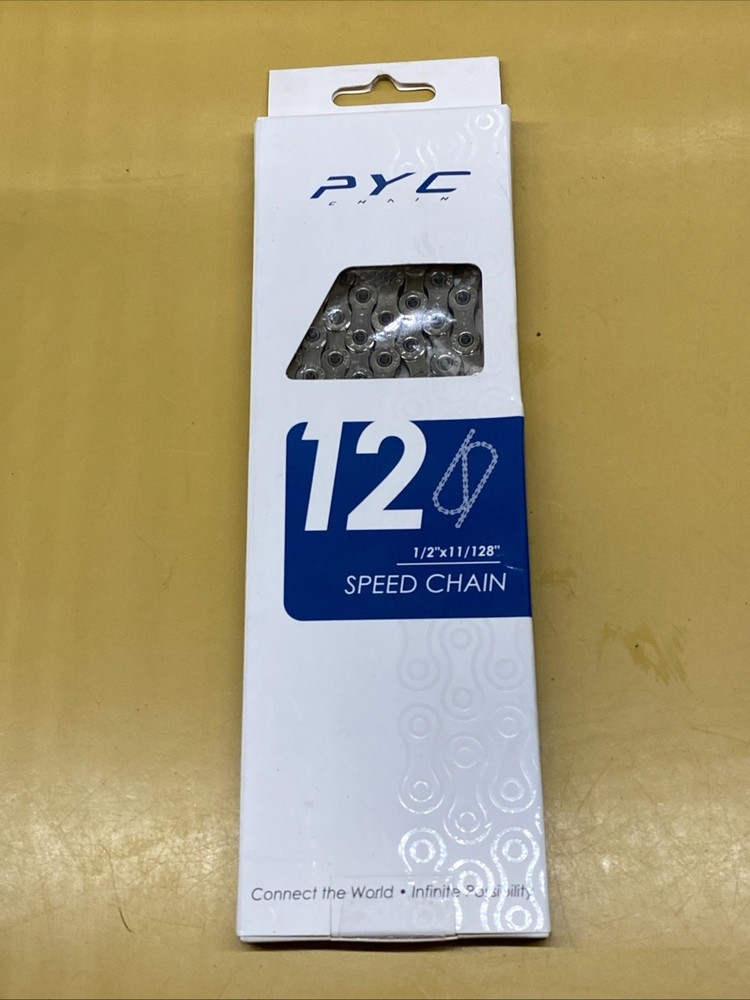 PYC
CHAIN
12
1/2"x11/128"
SPEED CHAIN
Connect the World • Infinite Possibility